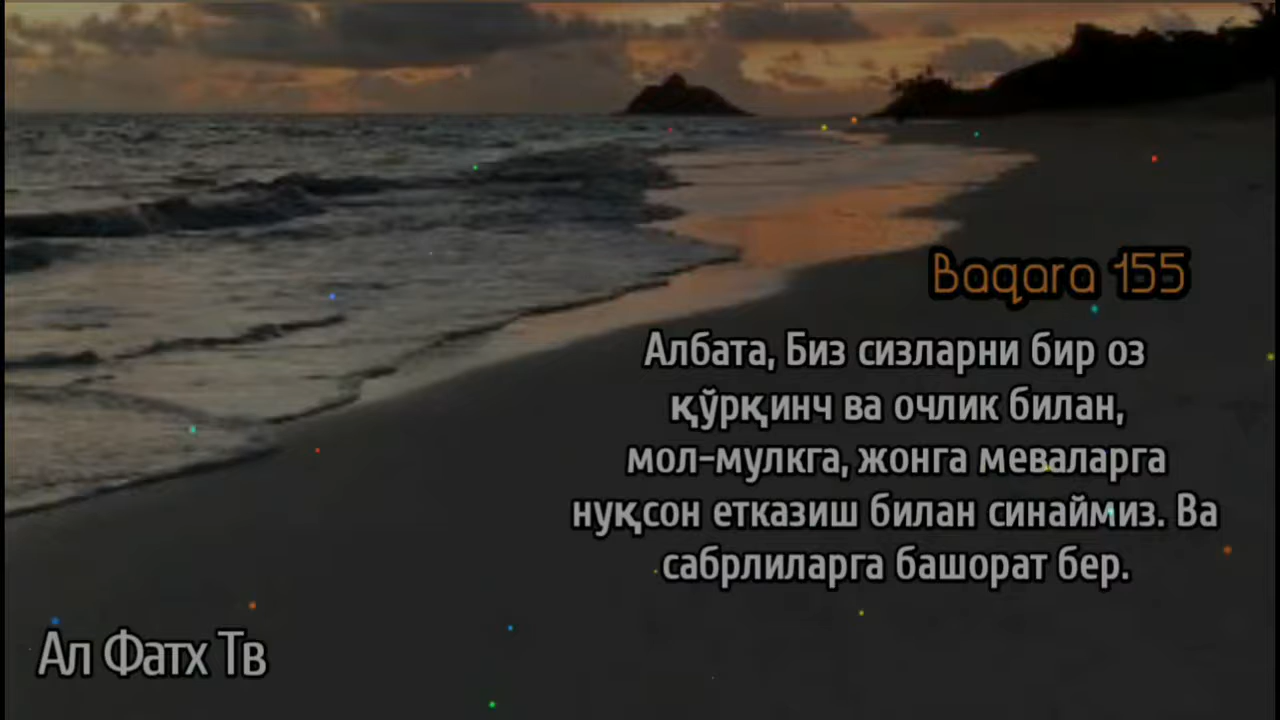 Baqara 155
Албата, Биз сизларни бир оз
қўрқинч ва очлик билан,
мол-мулкга, жонга меваларга
нуқсон етказиш билан синаймиз. Ва
сабрлиларга башорат бер.
Ал Фатх Тв